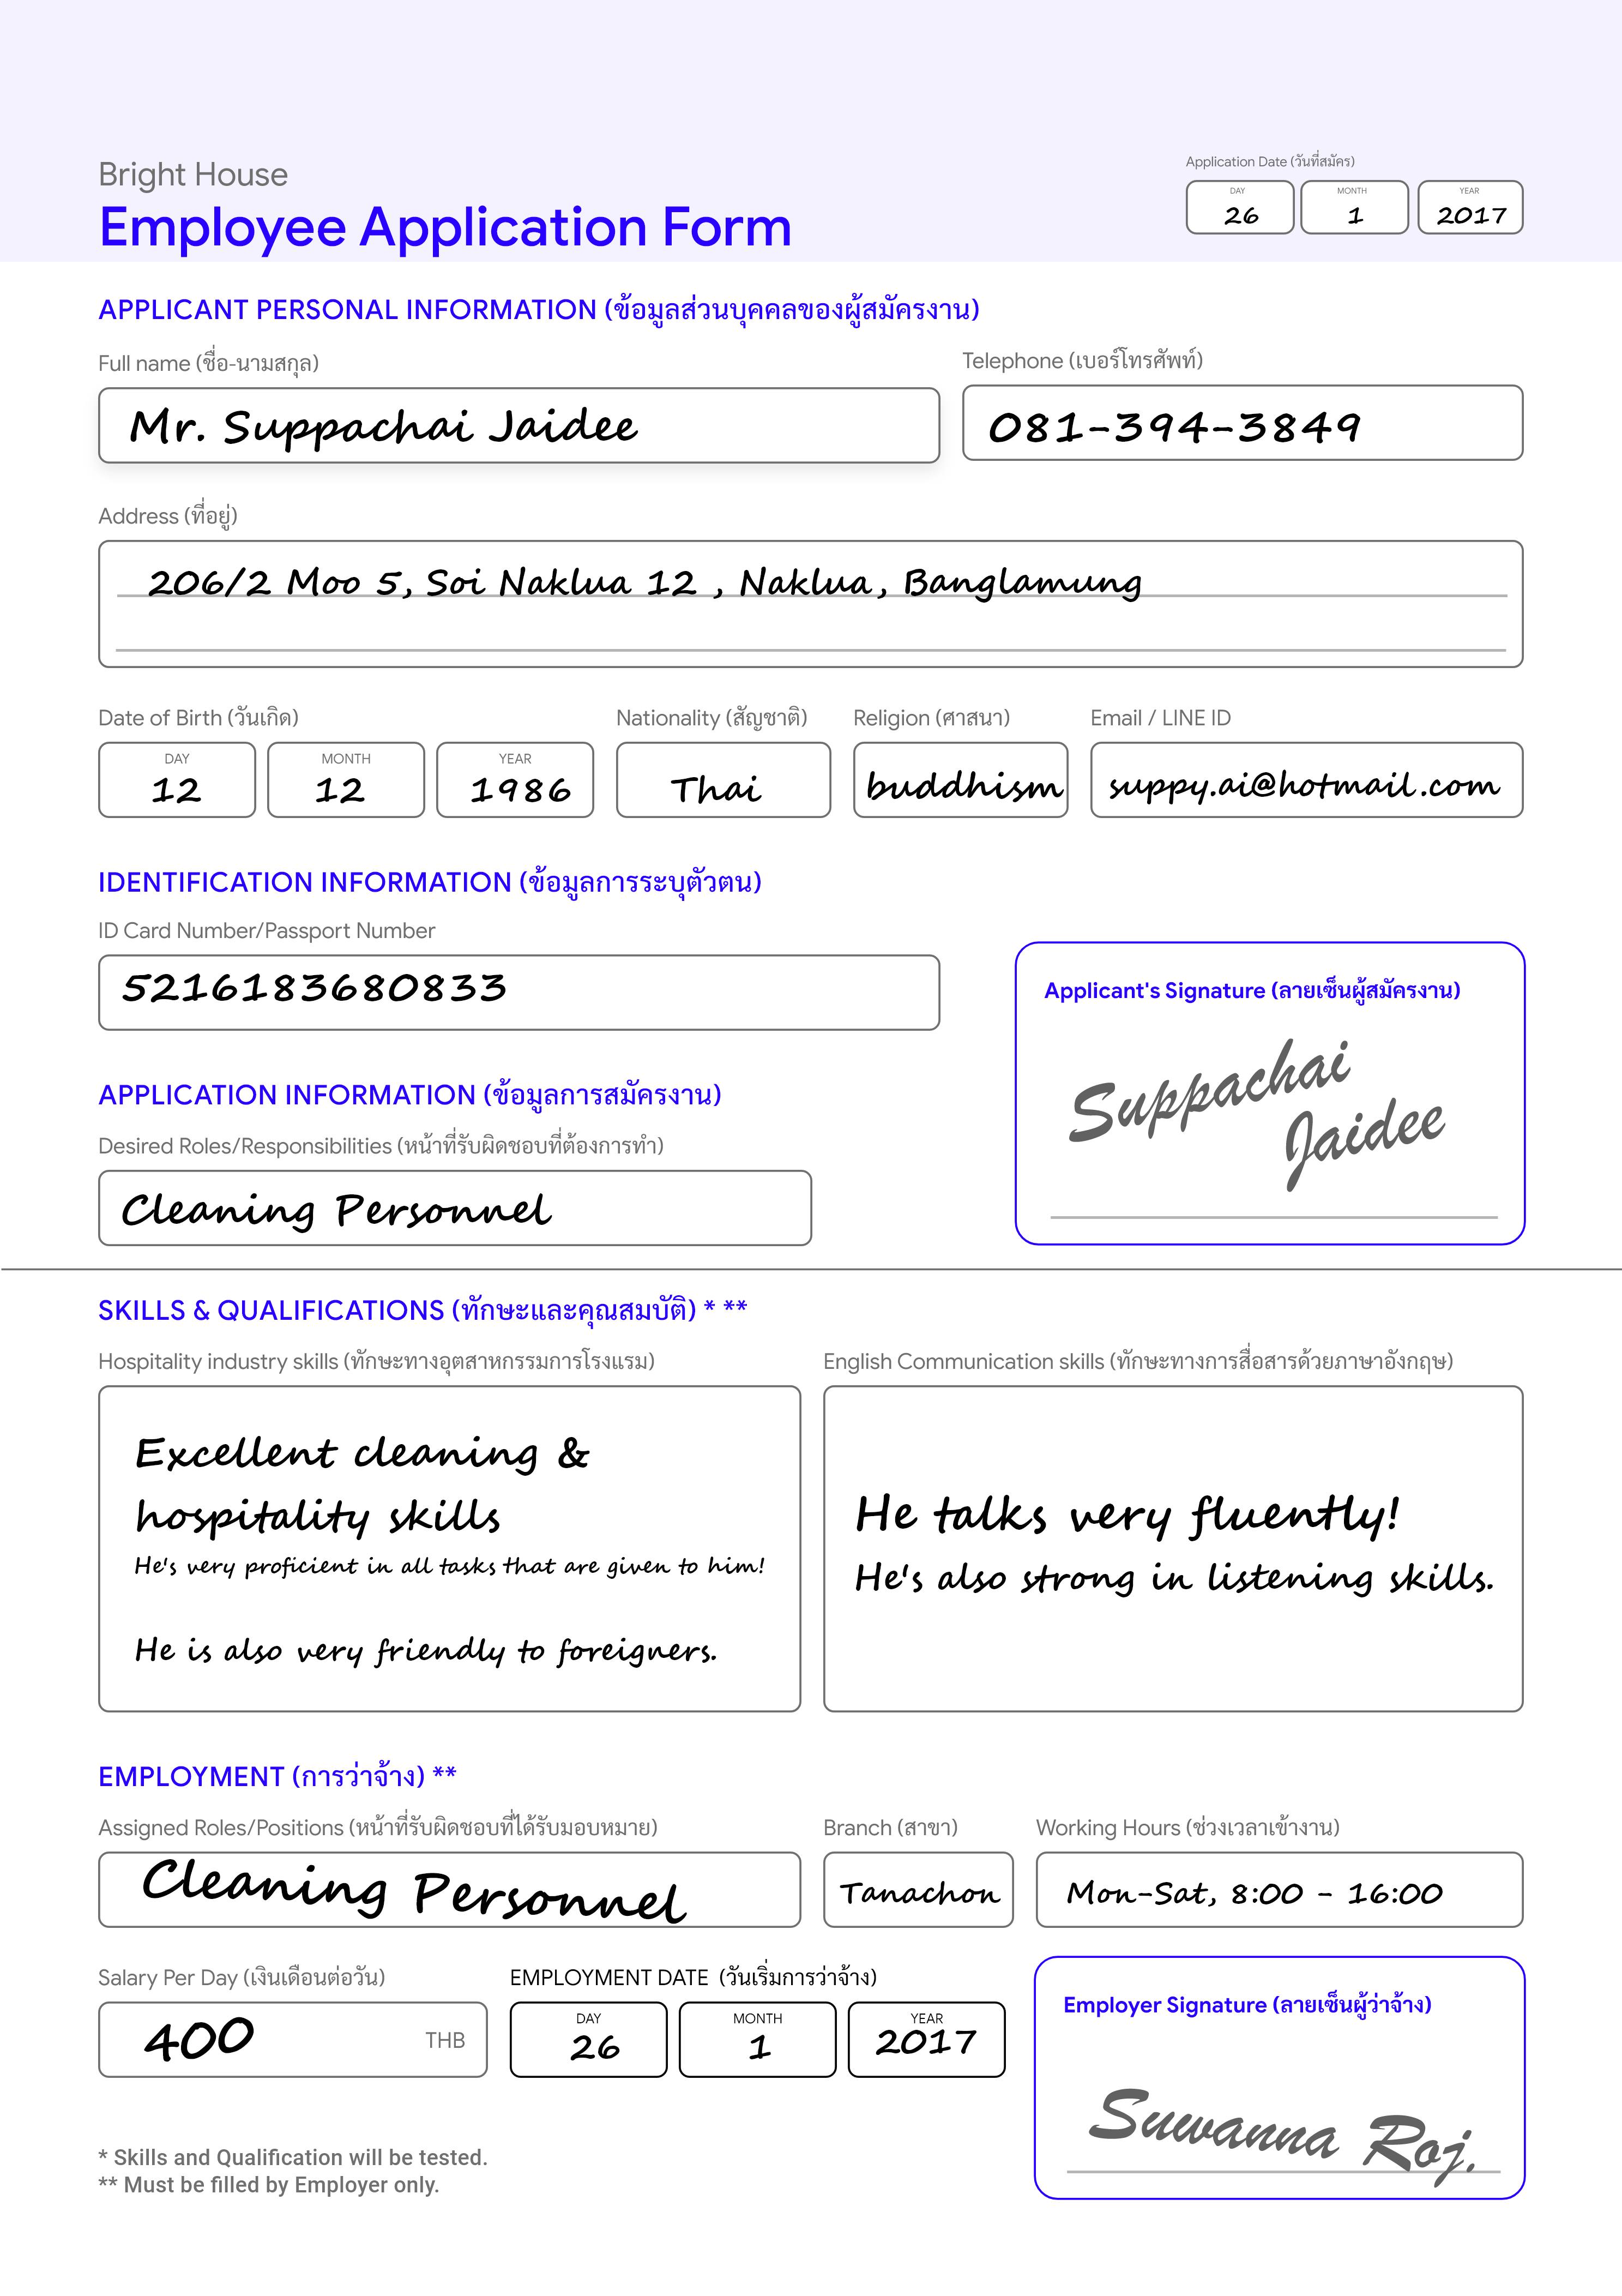 Bright House
Employee Application Form
Application Date (วันที่สมัคร)
DAY MONTH YEAR
26 1 2017
APPLICANT PERSONAL INFORMATION (ข้อมูลส่วนบุคคลของผู้สมัครงาน)
Full name (ชื่อ-นามสกุล) Telephone (เบอร์โทรศัพท์)
Mr. Suppachai Jaidee 081-394-3849
Address (ที่อยู่)
206/2 Moo 5, Soi Naklua 12 , Naklua, Banglamung
Date of Birth (วันเกิด) Nationality (สัญชาติ) Religion (ศาสนา) Email / LINE ID
DAY MONTH YEAR
12 12 1986 Thai buddhism suppy.ai@hotmail.com
IDENTIFICATION INFORMATION (ข้อมูลการระบุตัวตน)
ID Card Number/Passport Number
5216183680833
Applicant's Signature (ลายเซ็นผู้สมัครงาน)
Suppachai
Jaidee
APPLICATION INFORMATION (ข้อมูลการสมัครงาน)
Desired Roles/Responsibilities (หน้าที่รับผิดชอบที่ต้องการทำ)
Cleaning Personnel
SKILLS & QUALIFICATIONS (ทักษะและคุณสมบัติ) * **
Hospitality industry skills (ทักษะทางอุตสาหกรรมการโรงแรม)
Excellent cleaning &
hospitality skills
He's very proficient in all tasks that are given to him!
He is also very friendly to foreigners.
English Communication skills (ทักษะทางการสื่อสารด้วยภาษาอังกฤษ)
He talks very fluently!
He's also strong in listening skills.
EMPLOYMENT (การว่าจ้าง) **
Assigned Roles/Positions (หน้าที่รับผิดชอบที่ได้รับมอบหมาย) Branch (สาขา) Working Hours (ช่วงเวลาเข้างาน)
Cleaning Personnel Tanachon Mon-Sat, 8:00 - 16:00
Salary Per Day (เงินเดือนต่อวัน) EMPLOYMENT DATE (วันเริ่มการว่าจ้าง)
DAY MONTH YEAR
400 THB 26 1 2017
Employer Signature (ลายเซ็นผู้ว่าจ้าง)
Suwanna Roj.
* Skills and Qualification will be tested.
** Must be filled by Employer only.